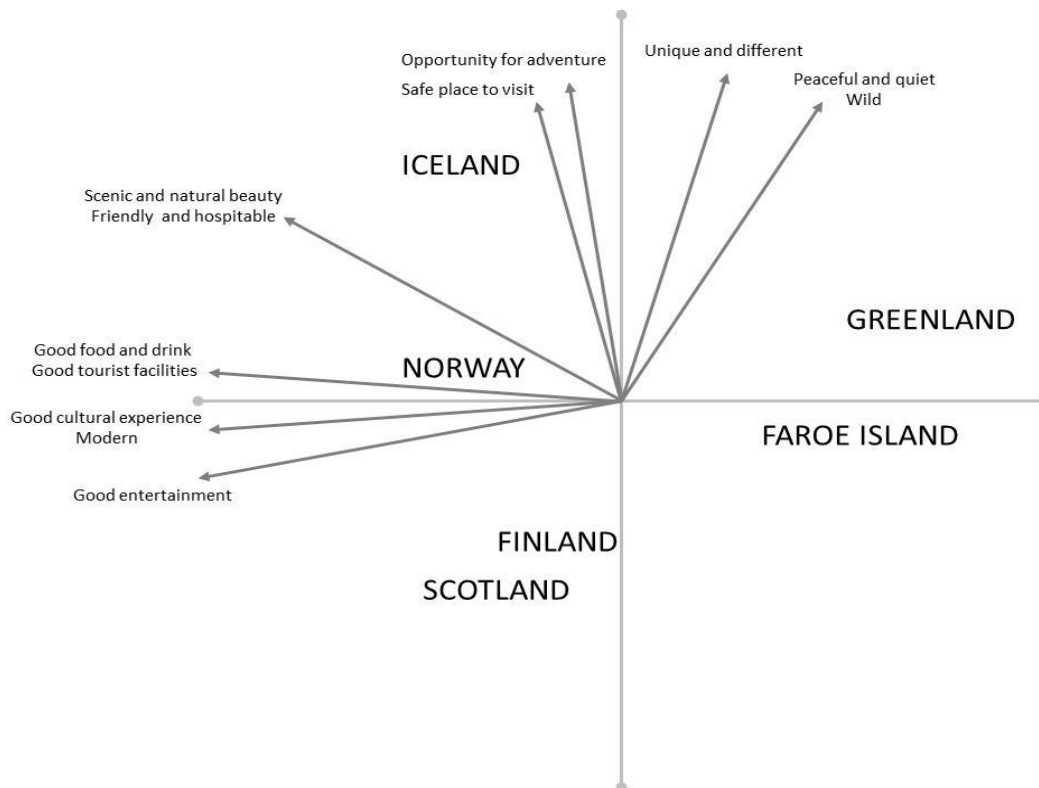 Unique and different
Opportunity for adventure
Safe place to visit
Peaceful and quiet
Wild
ICELAND
Scenic and natural beauty
Friendly and hospitable
GREENLAND
Good food and drink
Good tourist facilities
NORWAY
Good cultural experience
Modern
FAROE ISLAND
Good entertainment
FINLAND
SCOTLAND